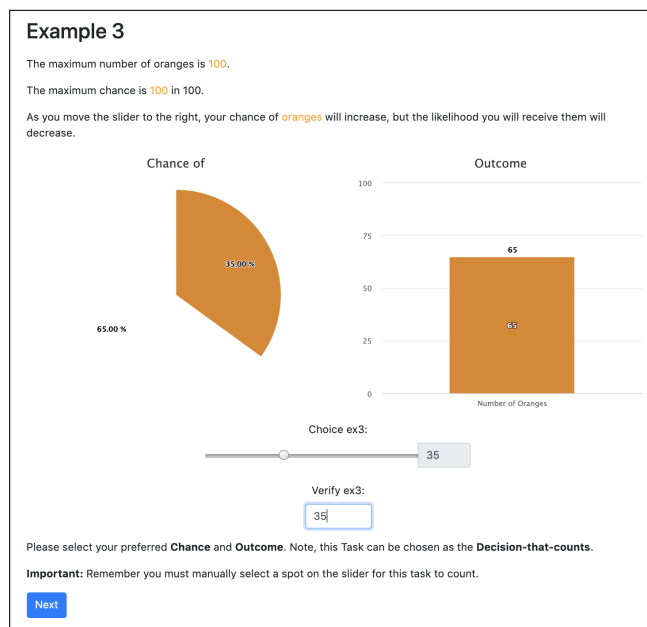 Example 3
The maximum number of oranges is 100.
The maximum chance is 100 in 100.
As you move the slider to the right, your chance of oranges will increase, but the likelihood you will receive them will
decrease.
Chance of
35.00 %
65.00 %
Outcome
100
75
50
25
0
65
65
Number of Oranges
Choice ex3:
35
Verify ex3:
35
Please select your preferred Chance and Outcome. Note, this Task can be chosen as the Decision-that-counts.
Important: Remember you must manually select a spot on the slider for this task to count.
Next